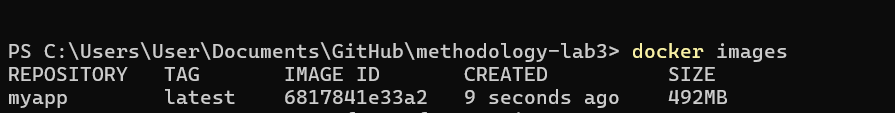 PS C:\Users\User\Documents\GitHub\methodology-lab3> docker images
REPOSITORY   TAG       IMAGE ID       CREATED         SIZE
myapp        latest    6817841e33a2   9 seconds ago   492MB